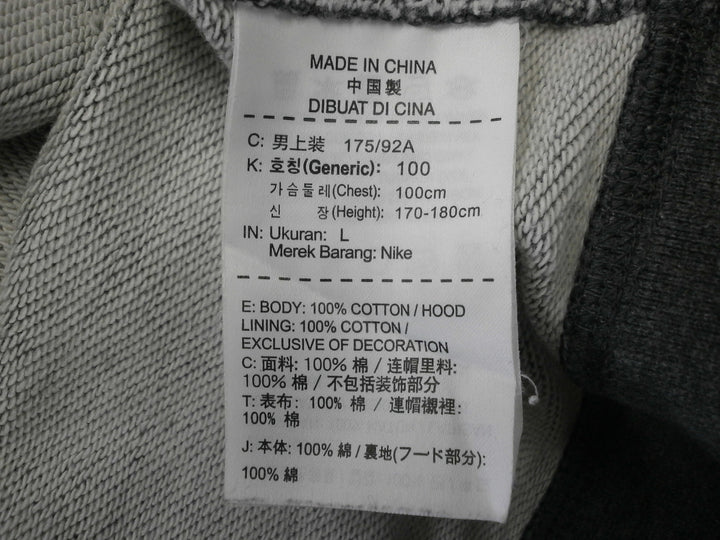 MADE IN CHINA
中国製
DIBUAT DI CINA
C: 男上装 175/92A
K: 호칭(Generic): 100
가슴둘레(Chest): 100cm
신 장(Height): 170-180cm
IN: Ukuran: L
Merek Barang: Nike
E: BODY: 100% COTTON / HOOD
LINING: 100% COTTON /
EXCLUSIVE OF DECORATION
C: 面料: 100% 棉 / 连帽里料:
100% 棉 / 不包括装饰部分
T: 表布: 100% 棉 / 連帽襯裡:
100% 棉
J: 本体: 100% 綿 / 裏地(フード部分):
100% 綿